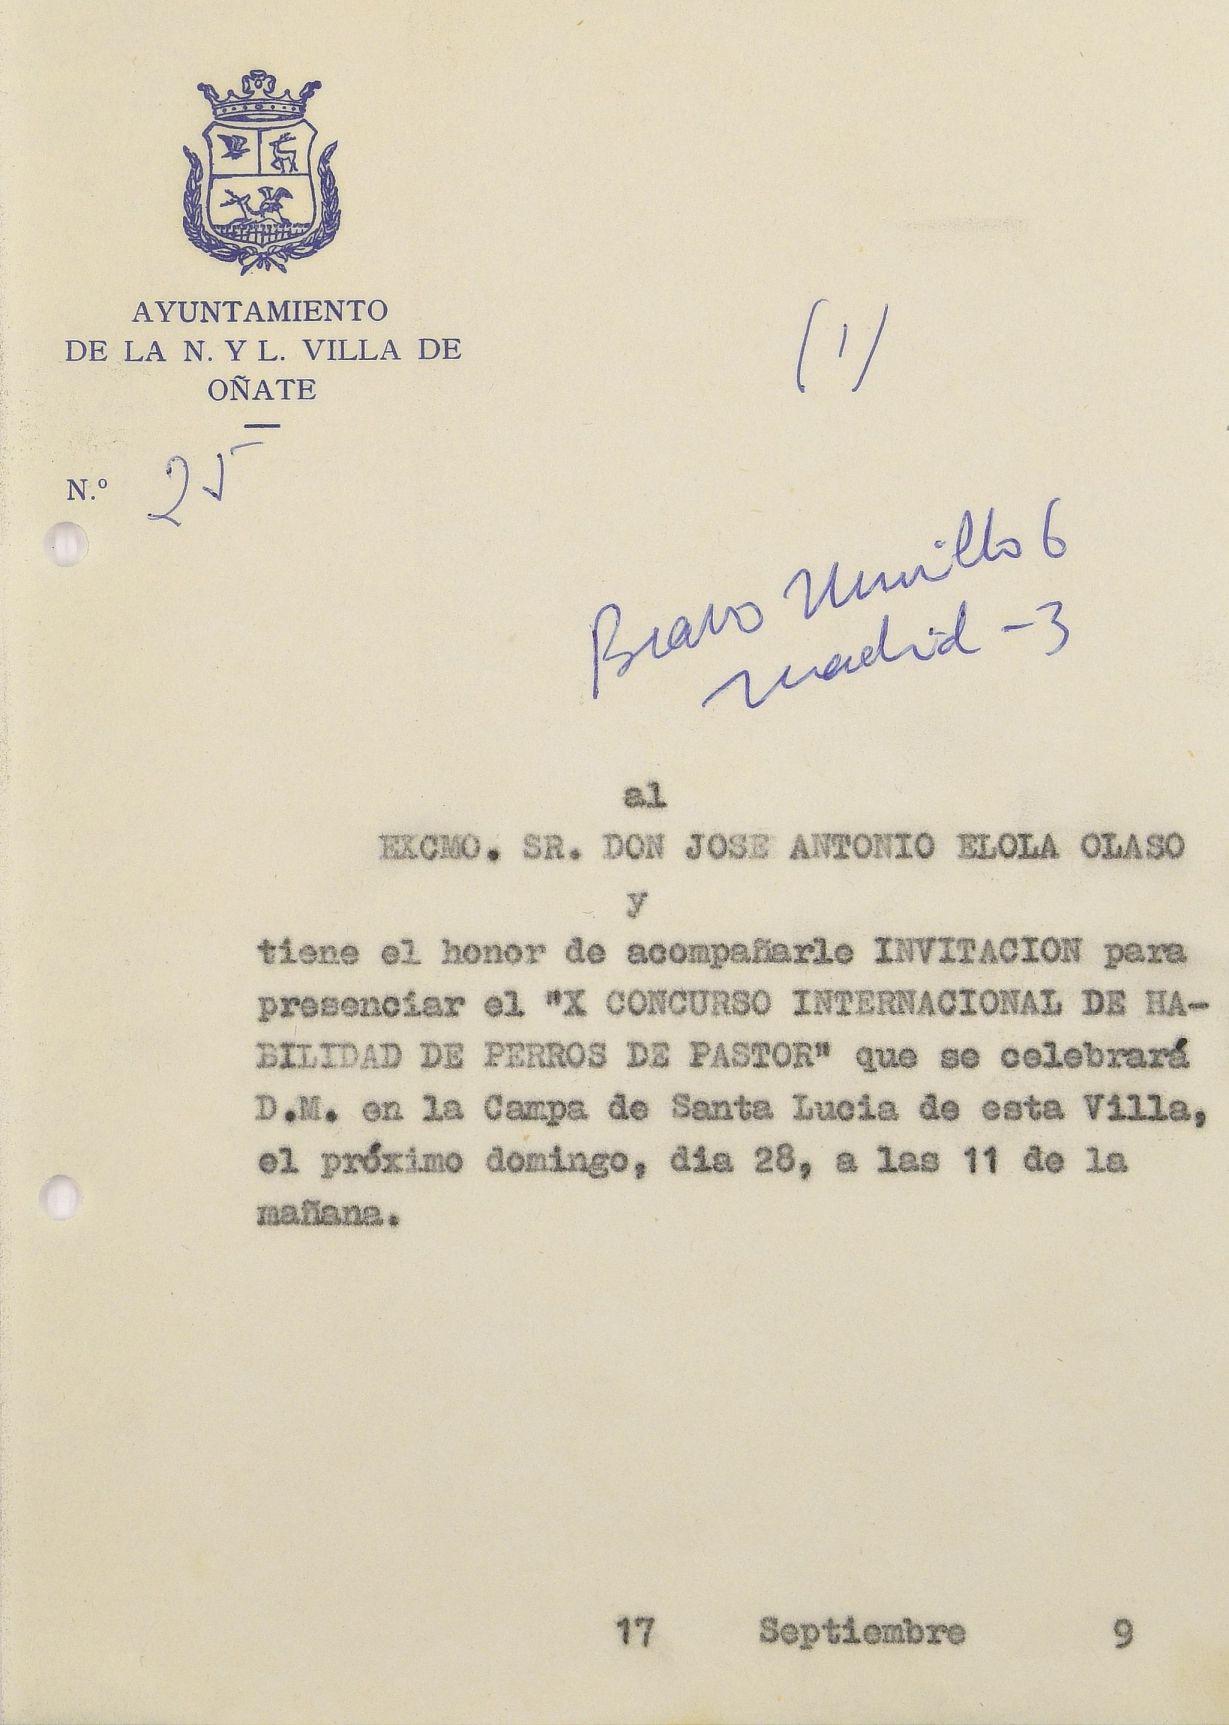 AYUNTAMIENTO
DE LA N. Y L. VILLA DE
OÑATE
N.º 25
(1)
Bravo Murillo 6
Madrid - 3
al
EXCMO. SR. DON JOSE ANTONIO ELOLA OLASO
y
tiene el honor de acompañarle INVITACION para
presenciar el "X CONCURSO INTERNACIONAL DE HA-
BILIDAD DE PERROS DE PASTOR" que se celebrará
D.M. en la Campa de Santa Lucia de esta Villa,
el próximo domingo, dia 28, a las 11 de la
mañana.
17 Septiembre 9